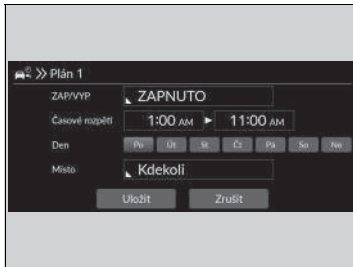 Plán 1
ZAP/VYP ZAPNUTO
Časové rozpětí 1:00 AM ► 11:00 AM
Den Po Út St Čt Pá So Ne
Místo Kdekoli
Uložit Zrušit